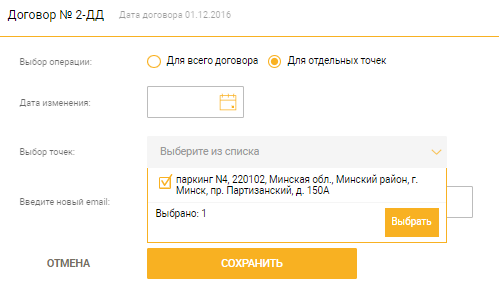 Договор № 2-ДД Дата договора 01.12.2016
Выбор операции: Для всего договора Для отдельных точек
Дата изменения:
Выбор точек: Выберите из списка
паркинг N4, 220102, Минская обл., Минский район, г.
Минск, пр. Партизанский, д. 150А
Введите новый email:
Выбрано: 1
Выбрать
ОТМЕНА СОХРАНИТЬ